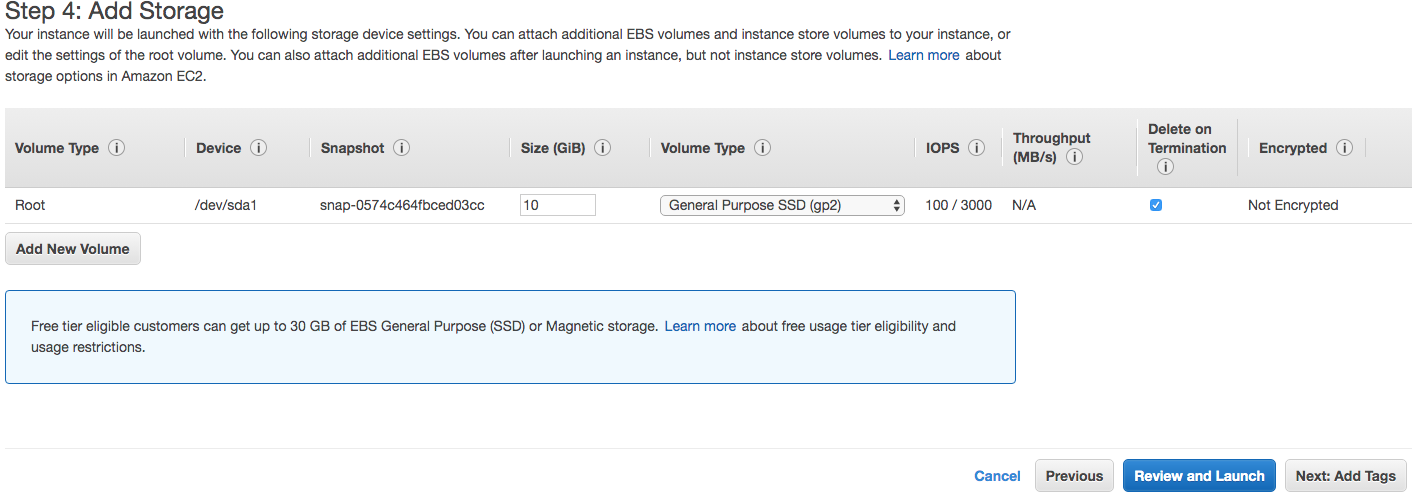 Step 4: Add Storage
Your instance will be launched with the following storage device settings. You can attach additional EBS volumes and instance store volumes to your instance, or
edit the settings of the root volume. You can also attach additional EBS volumes after launching an instance, but not instance store volumes. Learn more about
storage options in Amazon EC2.
Volume Type i Device i Snapshot i Size (GiB) i Volume Type i IOPS i Throughput (MB/s) i Delete on Termination i Encrypted i
Root /dev/sda1 snap-0574c464fbced03cc 10 General Purpose SSD (gp2) 100 / 3000 N/A Not Encrypted
Add New Volume
Free tier eligible customers can get up to 30 GB of EBS General Purpose (SSD) or Magnetic storage. Learn more about free usage tier eligibility and
usage restrictions.
Cancel Previous Review and Launch Next: Add Tags